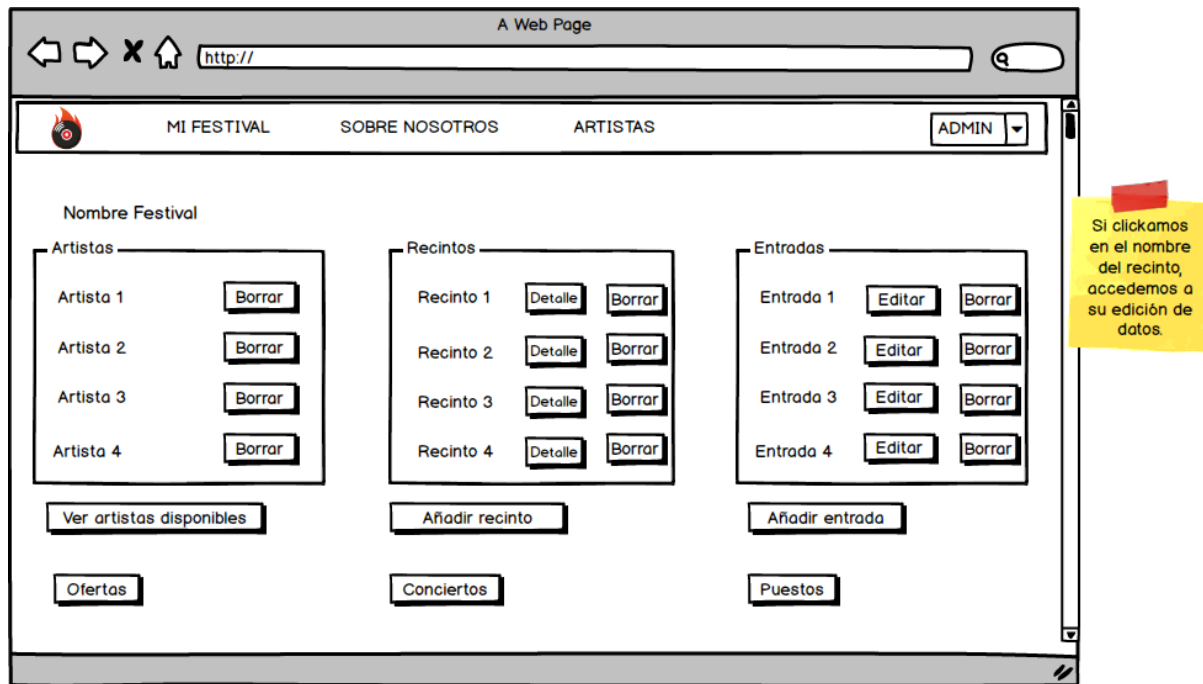 A Web Page
http://
MI FESTIVAL SOBRE NOSOTROS ARTISTAS ADMIN
Nombre Festival
Artistas Recintos Entradas
Artista 1 Borrar Recinto 1 Detalle Borrar Entrada 1 Editar Borrar
Artista 2 Borrar Recinto 2 Detalle Borrar Entrada 2 Editar Borrar
Artista 3 Borrar Recinto 3 Detalle Borrar Entrada 3 Editar Borrar
Artista 4 Borrar Recinto 4 Detalle Borrar Entrada 4 Editar Borrar
Ver artistas disponibles Añadir recinto Añadir entrada
Ofertas Conciertos Puestos
Si clickamos
en el nombre
del recinto,
accedemos a
su edición de
datos.